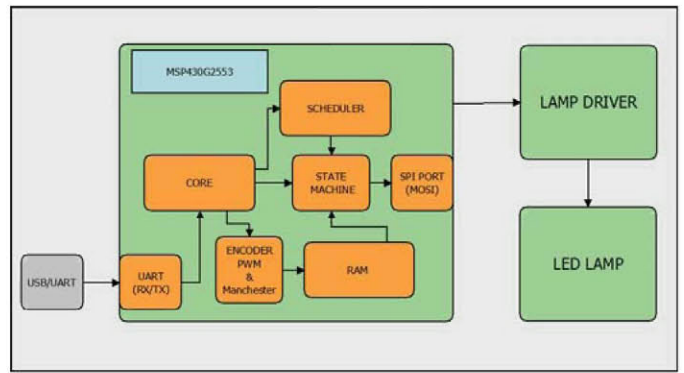 MSP430G2553
SCHEDULER
LAMP DRIVER
CORE
STATE
MACHINE
SPI PORT
(MOSI)
USB/UART
UART
(RX/TX)
ENCODER
PWM
&
Manchester
RAM
LED LAMP